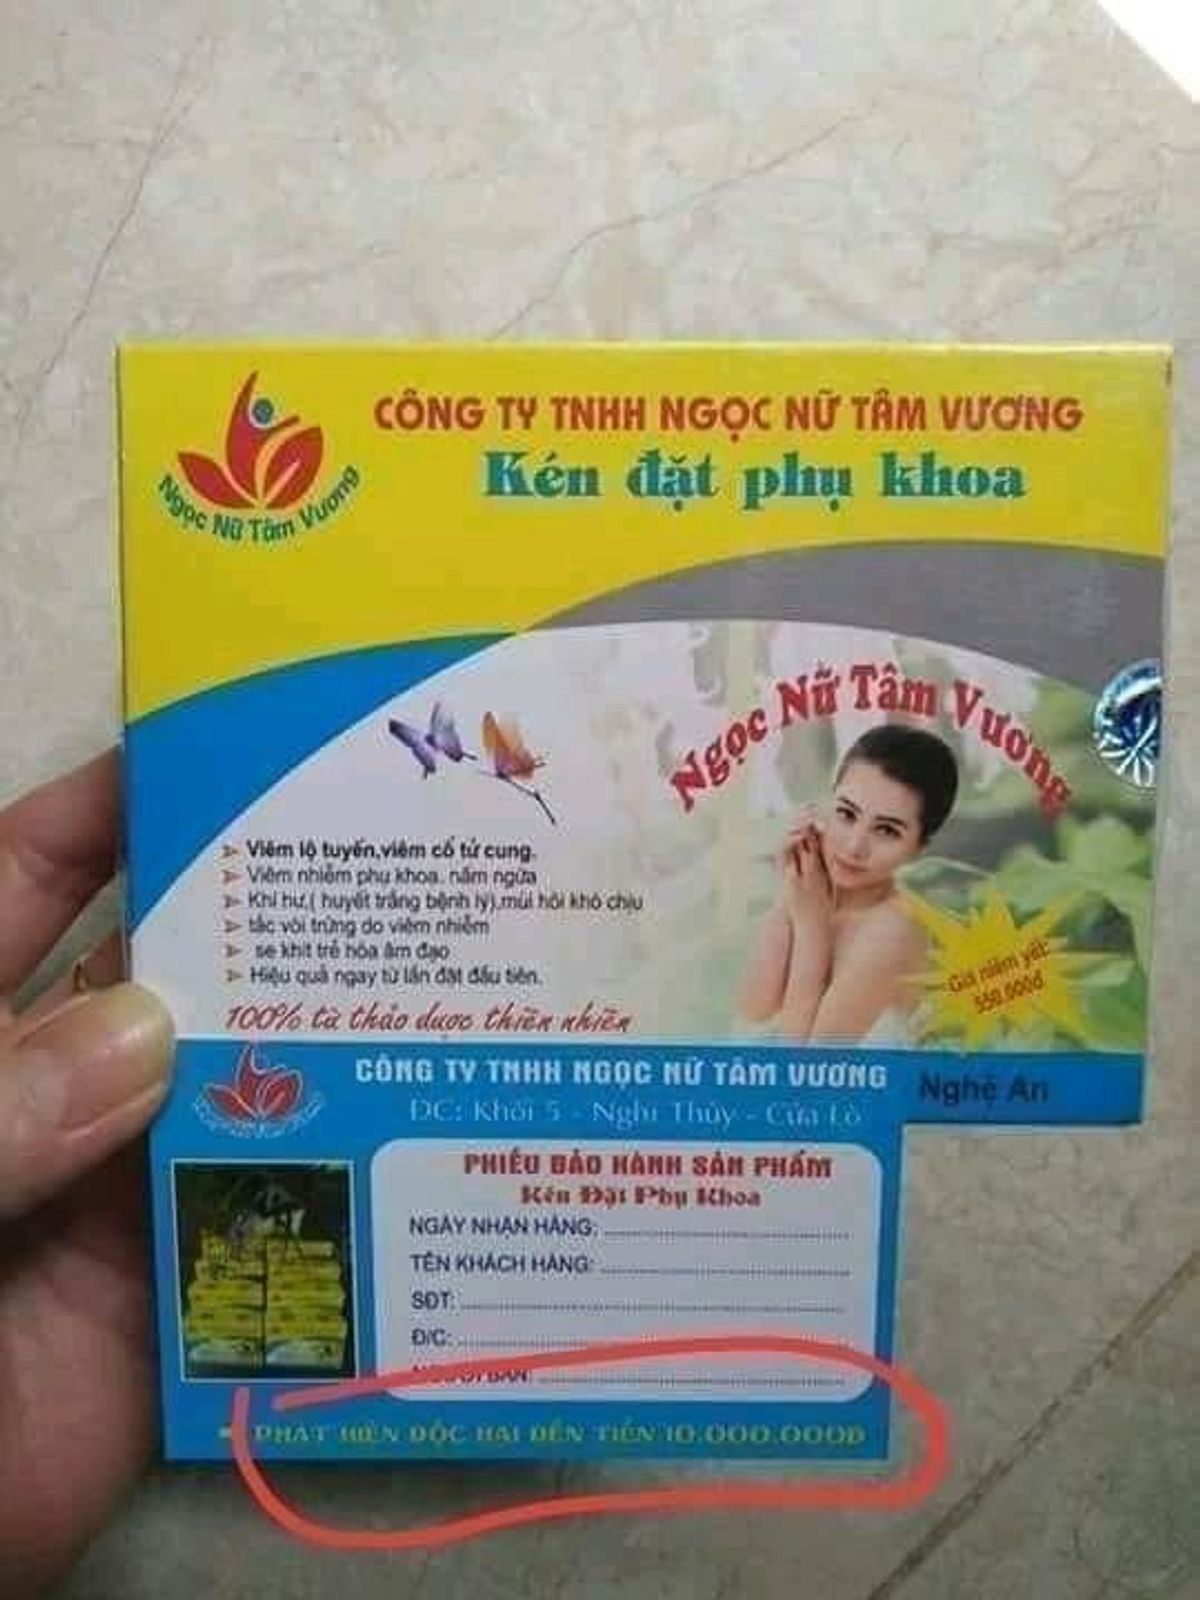 CÔNG TY TNHH NGỌC NỮ TÂM VƯƠNG
Kén đặt phụ khoa
Ngọc Nữ Tâm Vương
Ngọc Nữ Tâm Vương
Viêm lộ tuyến,viêm cổ tử cung.
Viêm nhiễm phụ khoa. nấm ngứa
Khí hư,( huyết trắng bệnh lý),mùi hôi khó chịu
tắc vòi trứng do viêm nhiễm
se khít trẻ hóa âm đạo
Hiệu quả ngay từ lần đặt đầu tiên.
100% từ thảo dược thiên nhiên
Giá niêm yết:
550.000đ
CÔNG TY TNHH NGỌC NỮ TÂM VƯƠNG
ĐC: Khối 5 - Nghi Thủy - Cửa Lò
Nghệ An
PHIẾU BẢO HÀNH SẢN PHẨM
Kén Đặt Phụ Khoa
NGÀY NHẬN HÀNG:
TÊN KHÁCH HÀNG:
SĐT:
Đ/C:
NGƯỜI BÁN:
PHÁT HIỆN ĐỘC HẠI ĐỀN TIỀN 10.000.000Đ